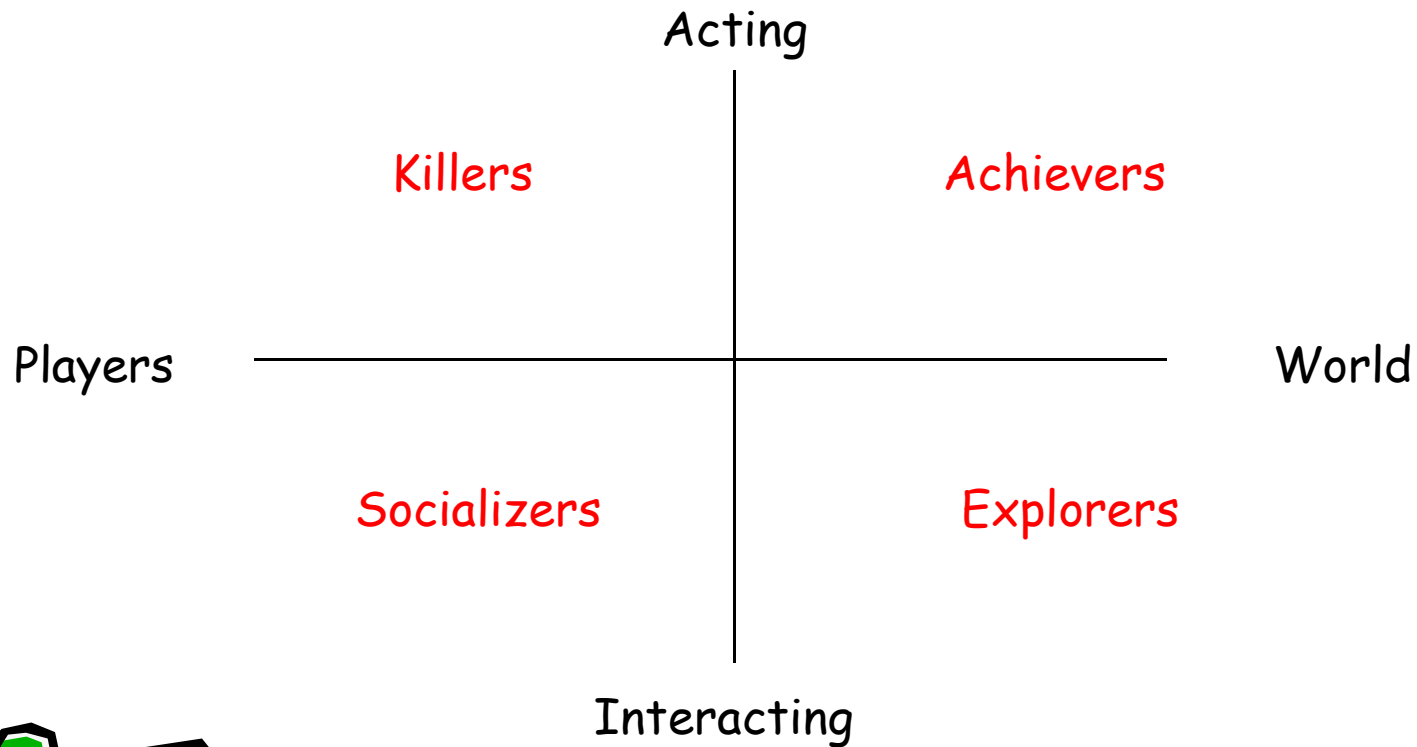 Acting
Killers Achievers
Players World
Socializers Explorers
Interacting